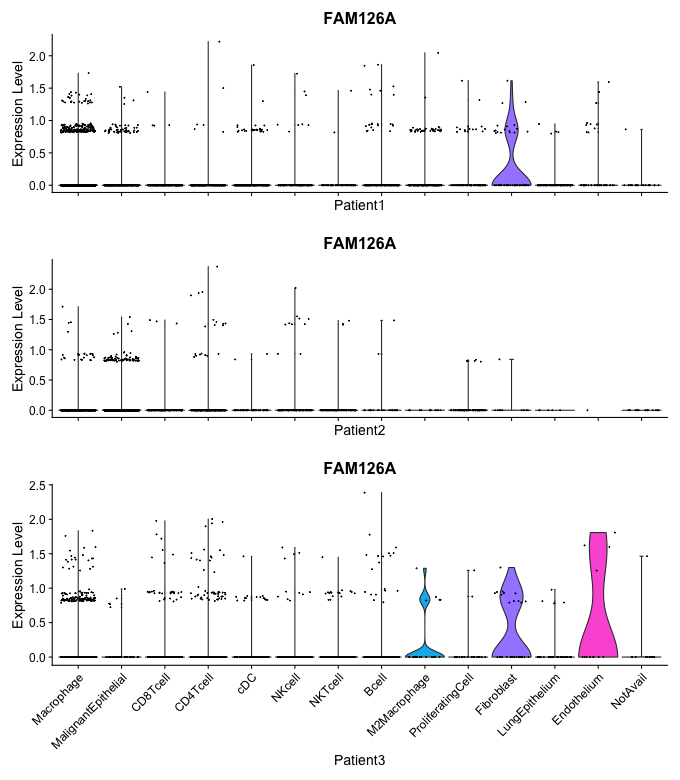 FAM126A
Expression Level
2.0
1.5
1.0
0.5
0.0
Patient1
FAM126A
Expression Level
2.0
1.5
1.0
0.5
0.0
Patient2
FAM126A
Expression Level
2.5
2.0
1.5
1.0
0.5
0.0
Macrophage
MalignantEpithelial
CD8Tcell
CD4Tcell
cDC
NKcell
NKTcell
Bcell
M2Macrophage
ProliferatingCell
Fibroblast
LungEpithelium
Endothelium
NotAvail
Patient3